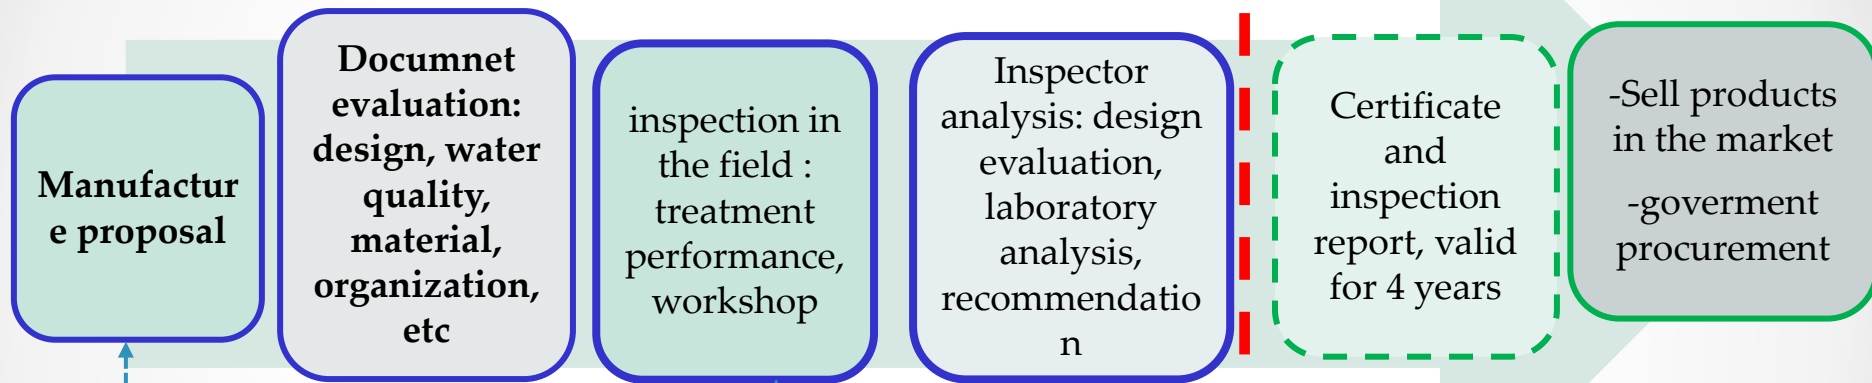 Manufactur
e proposal
Documnet
evaluation:
design, water
quality,
material,
organization,
etc
inspection in
the field :
treatment
performance,
workshop
Inspector
analysis: design
evaluation,
laboratory
analysis,
recommendatio
n
Certificate
and
inspection
report, valid
for 4 years
-Sell products
in the market
-goverment
procurement